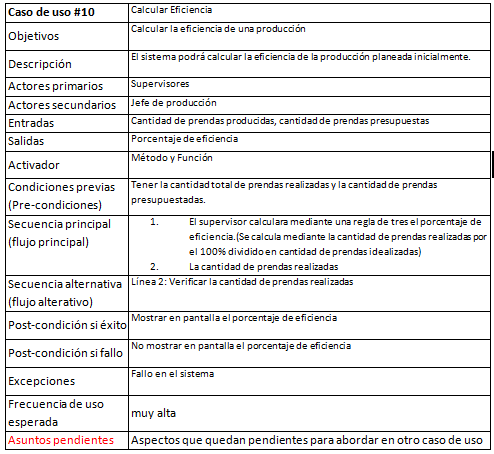 Caso de uso #10 Calcular Eficiencia
Objetivos Calcular la eficiencia de una producción
Descripción El sistema podrá calcular la eficiencia de la producción planeada inicialmente.
Actores primarios Supervisores
Actores secundarios Jefe de producción
Entradas Cantidad de prendas producidas, cantidad de prendas presupuestas
Salidas Porcentaje de eficiencia
Activador Método y Función
Condiciones previas (Pre-condiciones) Tener la cantidad total de prendas realizadas y la cantidad de prendas
presupuestadas.
Secuencia principal (flujo principal) 1. El supervisor calculara mediante una regla de tres el porcentaje de
eficiencia.(Se calcula mediante la cantidad de prendas realizadas por
el 100% dividido en cantidad de prendas idealizadas)
2. La cantidad de prendas realizadas
Secuencia alternativa (flujo alterativo) Línea 2: Verificar la cantidad de prendas realizadas
Post-condición si éxito Mostrar en pantalla el porcentaje de eficiencia
Post-condición si fallo No mostrar en pantalla el porcentaje de eficiencia
Excepciones Fallo en el sistema
Frecuencia de uso esperada muy alta
Asuntos pendientes Aspectos que quedan pendientes para abordar en otro caso de uso